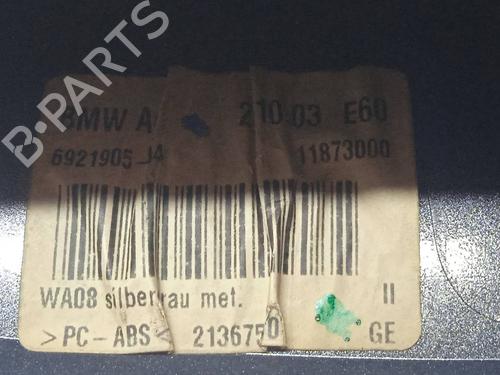 B-PARTS
BMW A 210 03 E60
6921905 JA 11873000
WA08 silbergrau met. II
>PC-ABS< 2136750 GE